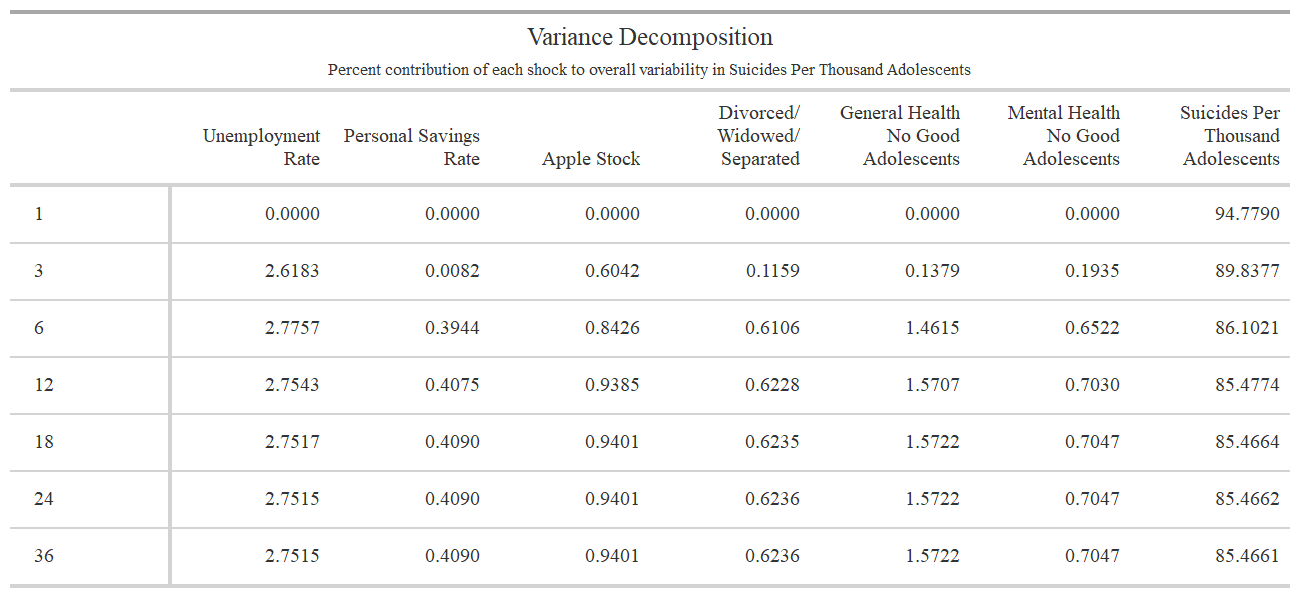 Variance Decomposition
Percent contribution of each shock to overall variability in Suicides Per Thousand Adolescents
Unemployment Rate Personal Savings Rate Apple Stock Divorced/ Widowed/ Separated General Health No Good Adolescents Mental Health No Good Adolescents Suicides Per Thousand Adolescents
1 0.0000 0.0000 0.0000 0.0000 0.0000 0.0000 94.7790
3 2.6183 0.0082 0.6042 0.1159 0.1379 0.1935 89.8377
6 2.7757 0.3944 0.8426 0.6106 1.4615 0.6522 86.1021
12 2.7543 0.4075 0.9385 0.6228 1.5707 0.7030 85.4774
18 2.7517 0.4090 0.9401 0.6235 1.5722 0.7047 85.4664
24 2.7515 0.4090 0.9401 0.6236 1.5722 0.7047 85.4662
36 2.7515 0.4090 0.9401 0.6236 1.5722 0.7047 85.4661